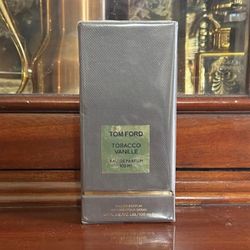 TOM FORD
TOBACCO
VANILLE
EAU DE PARFUM
100 ML